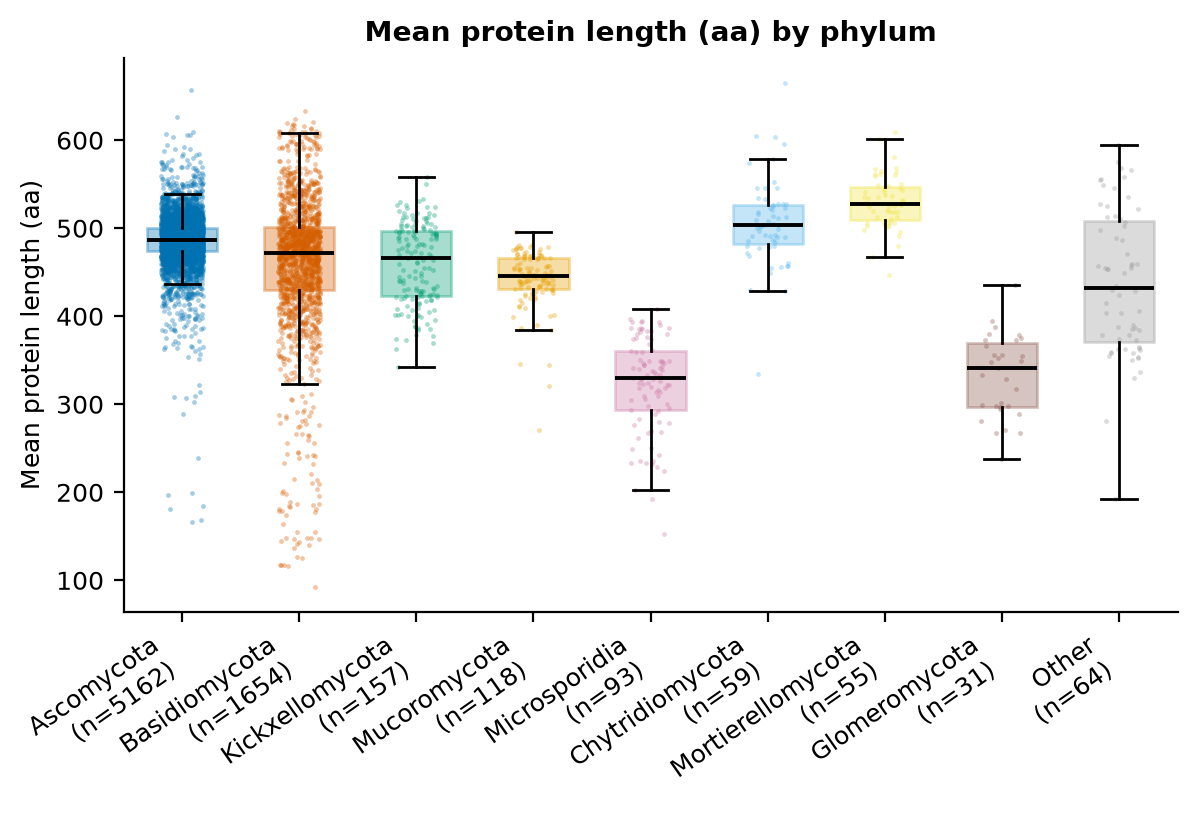 Mean protein length (aa) by phylum
Mean protein length (aa)
600
500
400
300
200
100
Ascomycota
(n=5162)
Basidiomycota
(n=1654)
Kickxellomycota
(n=157)
Mucoromycota
(n=118)
Microsporidia
(n=93)
Chytridiomycota
(n=59)
Mortierellomycota
(n=55)
Glomeromycota
(n=31)
Other
(n=64)